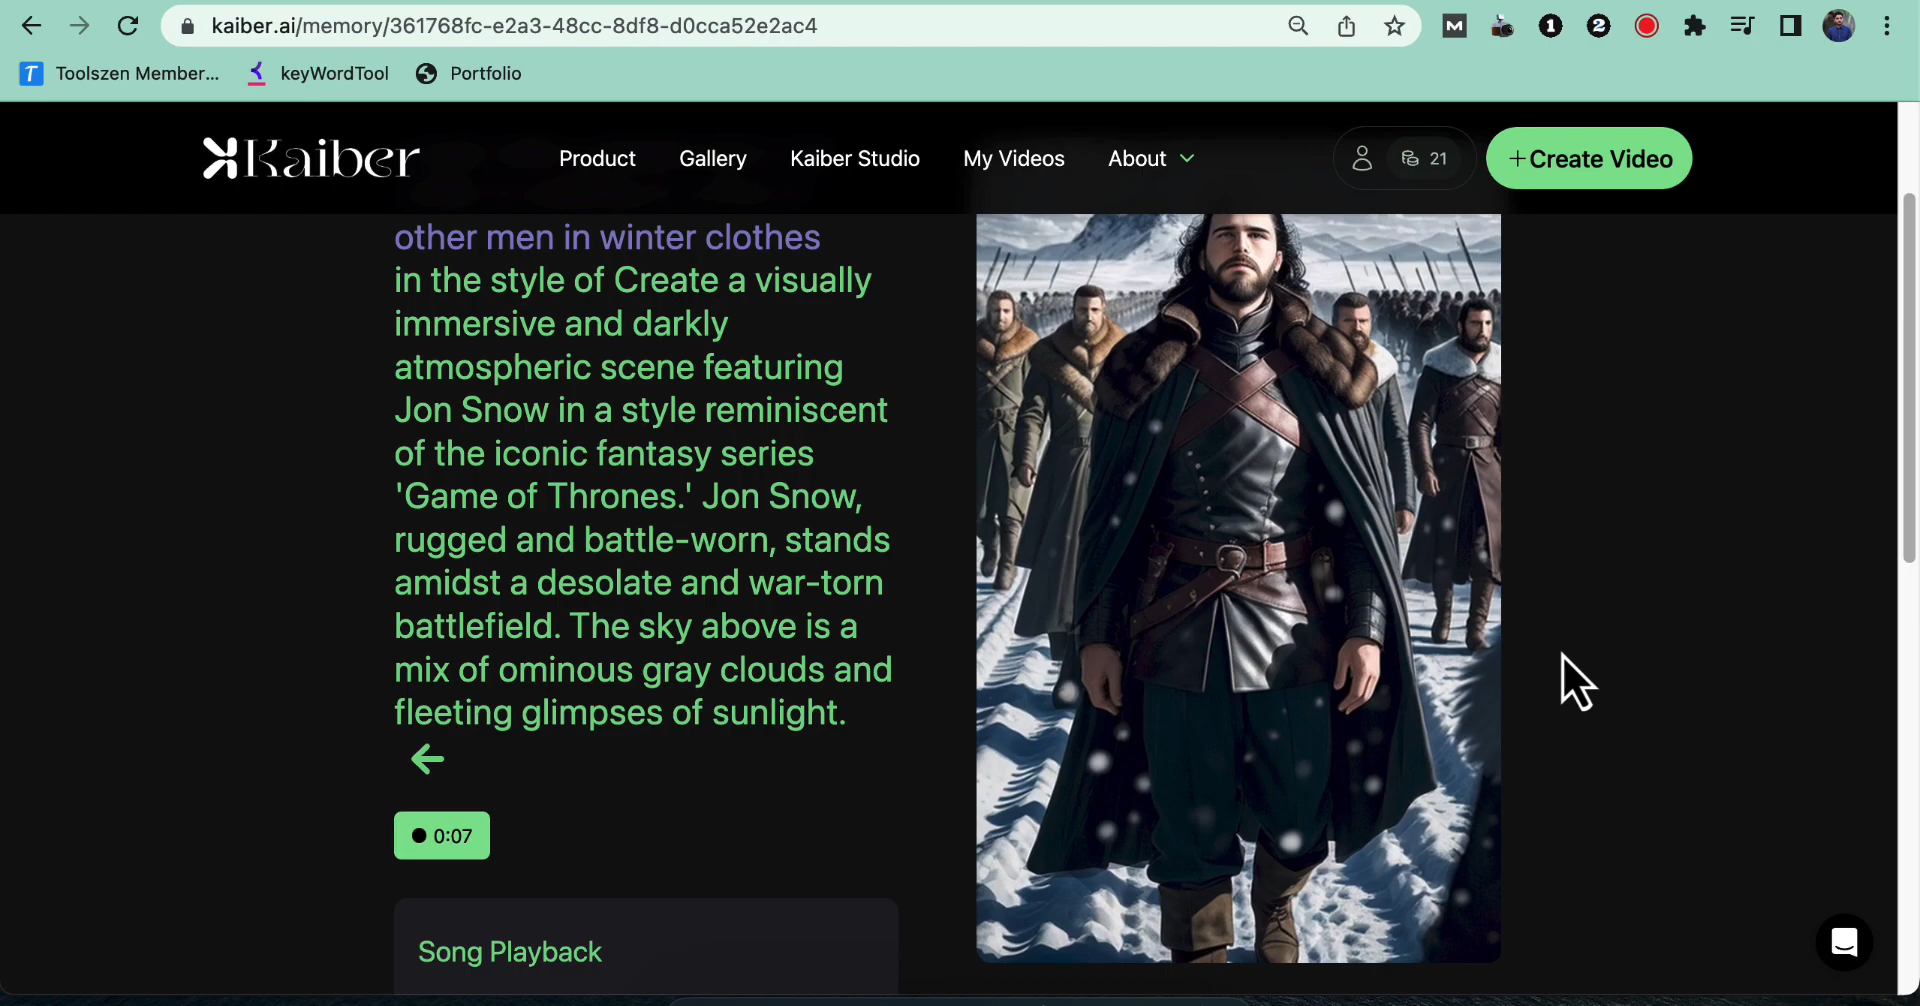 kaiber.ai/memory/361768fc-e2a3-48cc-8df8-d0cca52e2ac4
M
1
2
T Toolszen Member...
keyWordTool
Portfolio
Kaiber
Product
Gallery
Kaiber Studio
My Videos
About
21
+Create Video
other men in winter clothes
in the style of Create a visually
immersive and darkly
atmospheric scene featuring
Jon Snow in a style reminiscent
of the iconic fantasy series
'Game of Thrones.' Jon Snow,
rugged and battle-worn, stands
amidst a desolate and war-torn
battlefield. The sky above is a
mix of ominous gray clouds and
fleeting glimpses of sunlight.
0:07
Song Playback